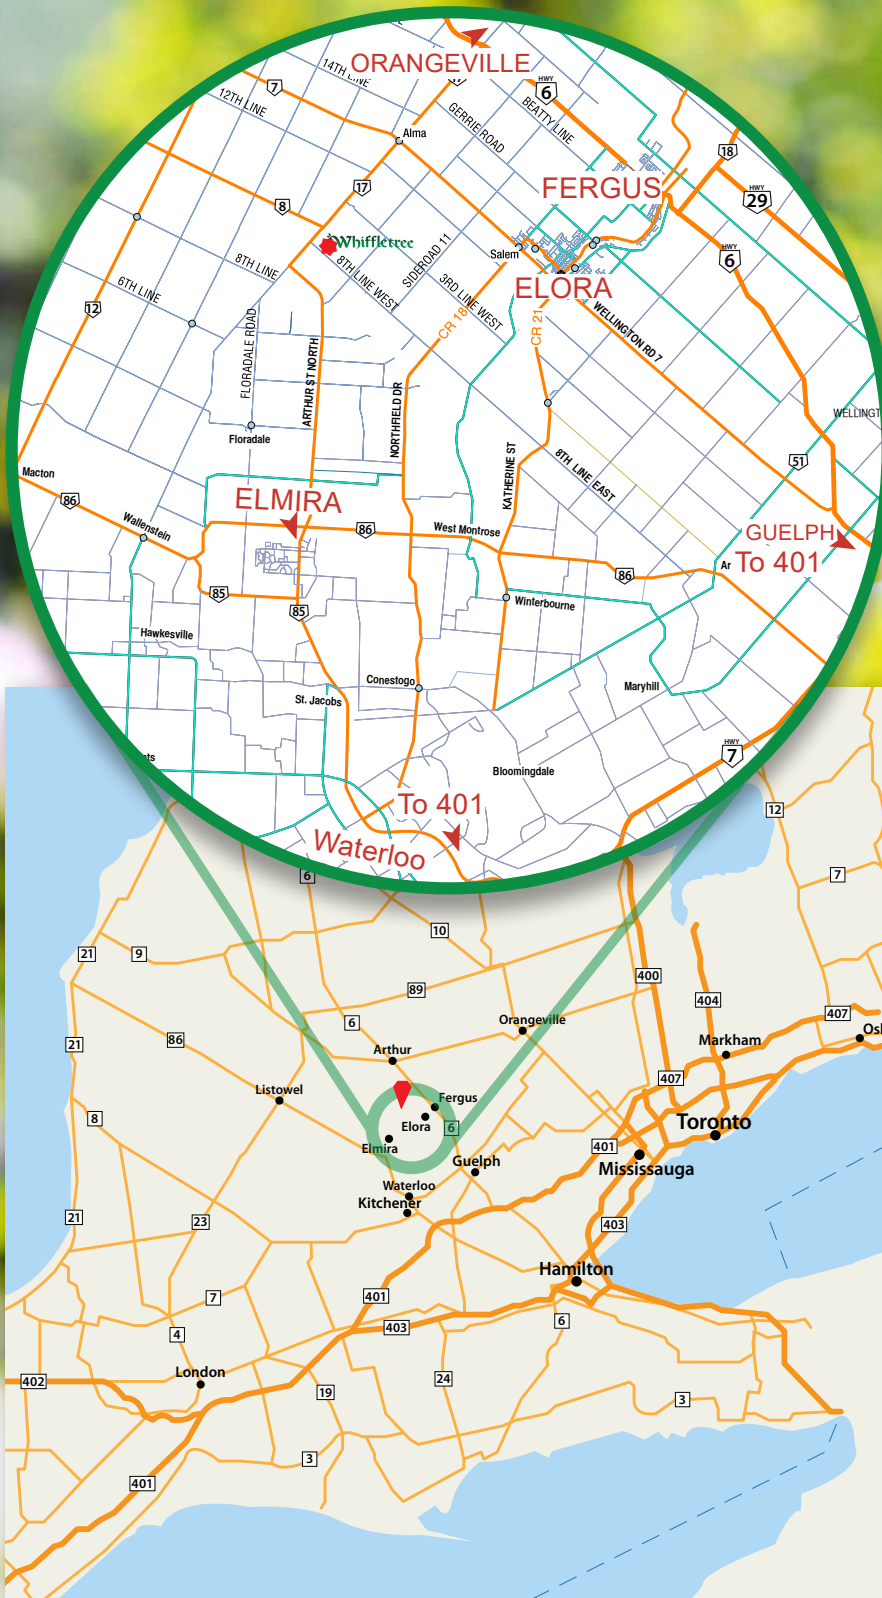 ORANGEVILLE
14TH LINE
12TH LINE
7
17
HWY
6
BEATTY LINE
GERRIE ROAD
Alma
18
FERGUS
HWY
29
8
17
Whiffletree
8TH LINE
8TH LINE WEST
SIDEROAD 11
Salem
HWY
6
6TH LINE
12
3RD LINE WEST
ELORA
CR 18
CR 21
WELLINGTON RD 7
FLORADALE ROAD
ARTHUR ST NORTH
NORTHFIELD DR
Floradale
WELLINGT
Macton
86
KATHERINE ST
8TH LINE EAST
51
ELMIRA
Wallenstein
86
West Montrose
GUELPH
To 401
Ar
86
85
85
Winterbourne
Hawkesville
Conestogo
St. Jacobs
Maryhill
nts
HWY
7
Bloomingdale
To 401
Waterloo
12
6
7
10
21
9
400
89
404
407
6
Orangeville
Osh
21
86
Arthur
Markham
407
Listowel
Fergus
8
Elora
6
Toronto
Elmira
401
Guelph
Mississauga
Waterloo
Kitchener
21
23
403
Hamilton
7
401
4
403
6
London
402
24
19
3
3
401